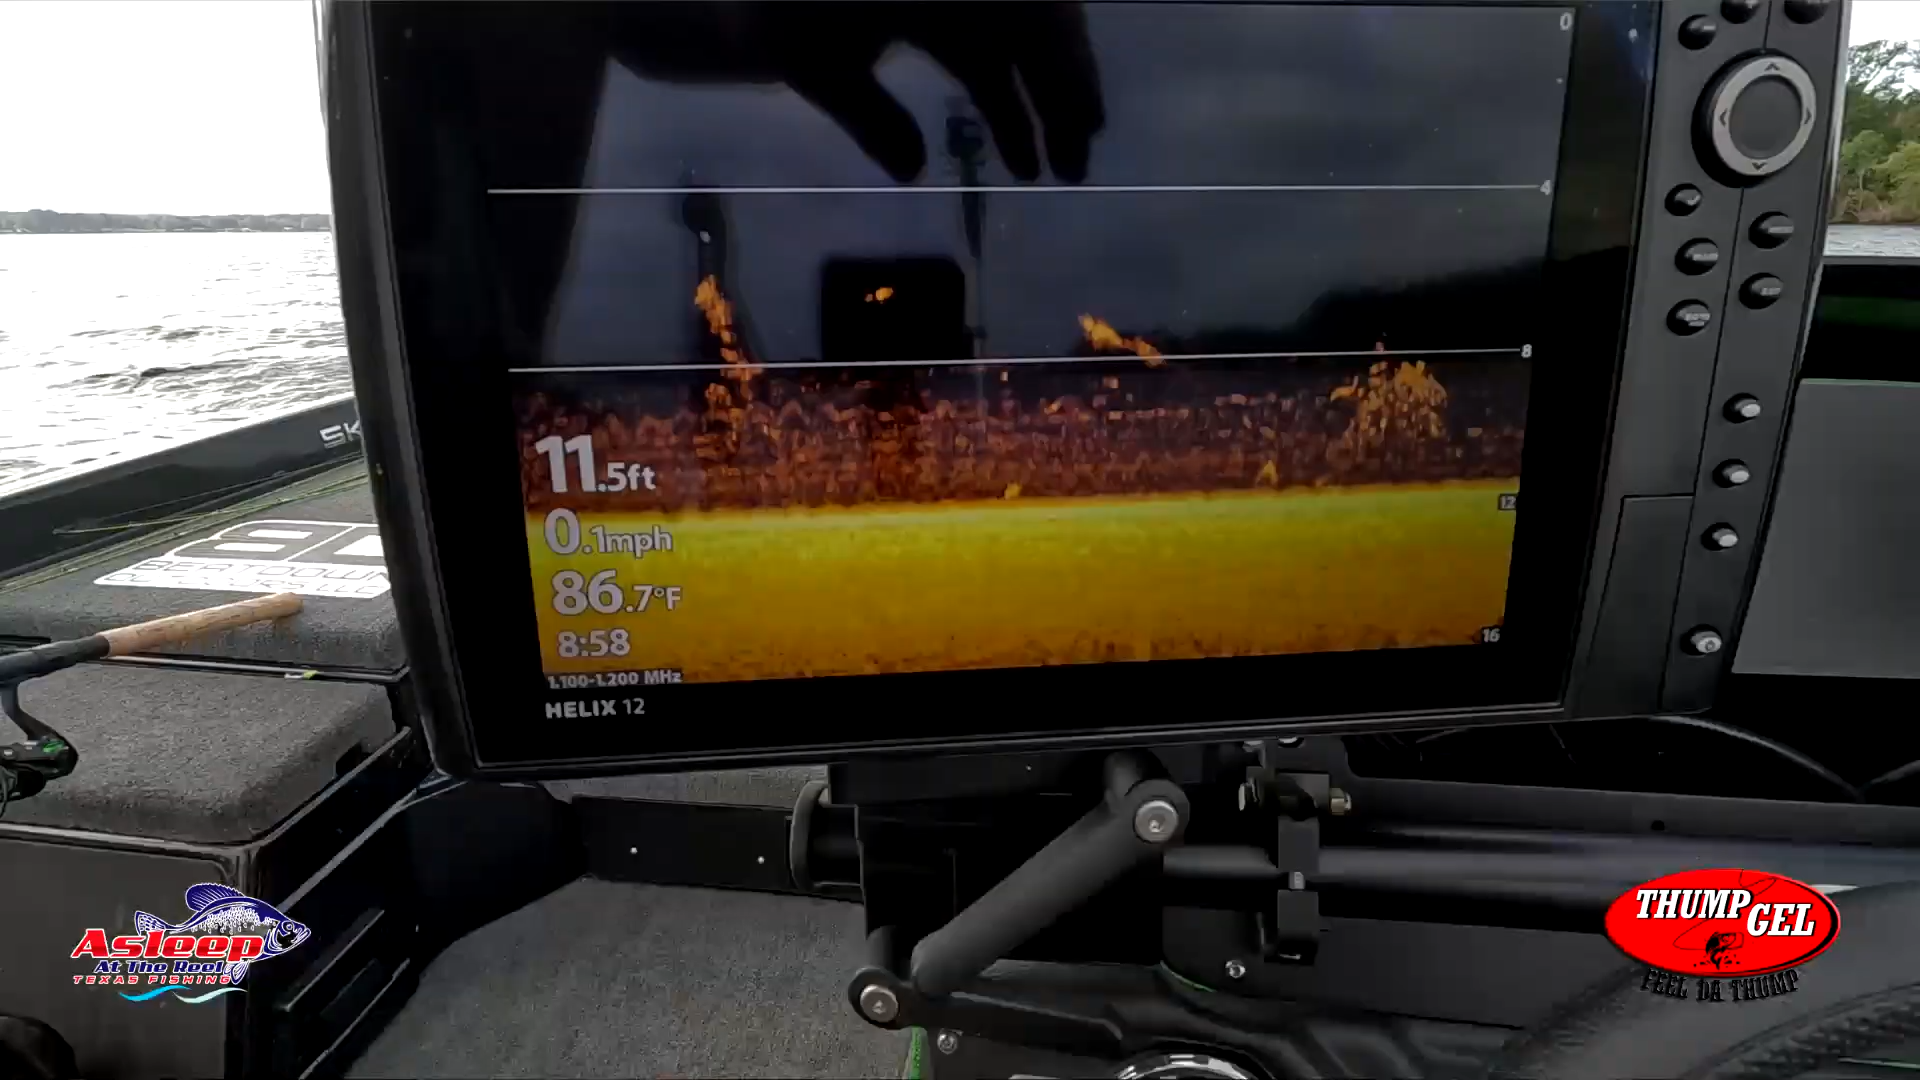 0
4
8
12
16
11.5ft
0.1mph
86.7°F
8:58
1.100-1.200 MHz
HELIX 12
SK
Asleep
At The Reel
TEXAS FISHING
THUMP
GEL
FEEL DA THUMP